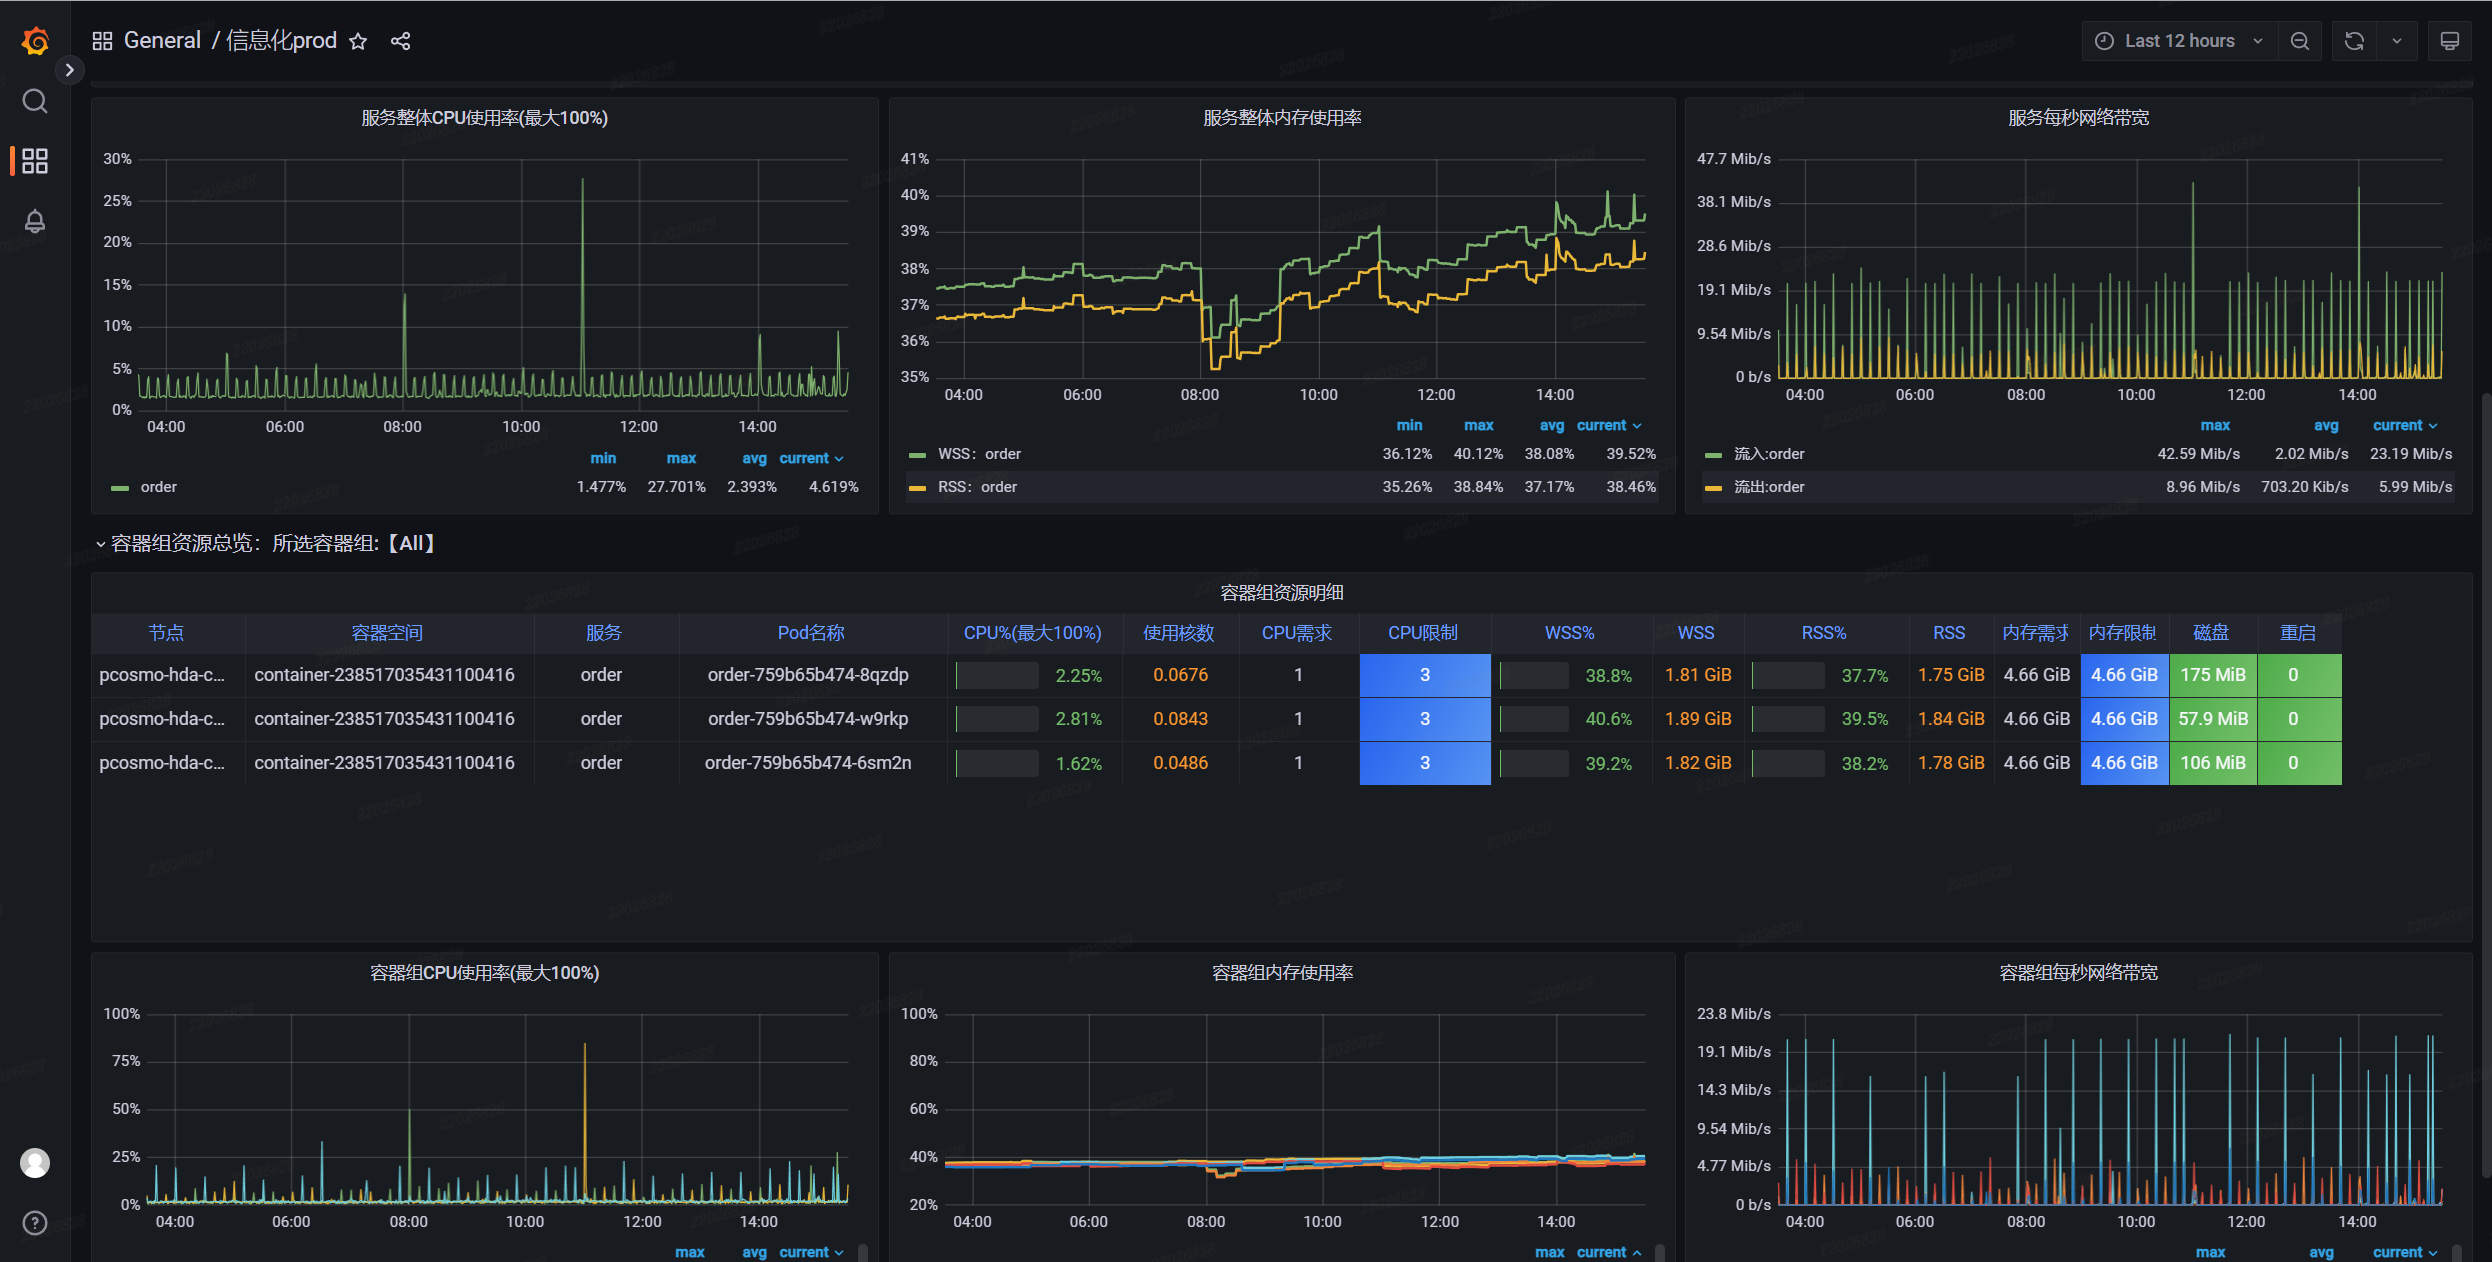 General / 信息化prod
Last 12 hours
服务整体CPU使用率(最大100%)
30%
25%
20%
15%
10%
5%
0%
04:00 06:00 08:00 10:00 12:00 14:00
min max avg current
order 1.477% 27.701% 2.393% 4.619%
服务整体内存使用率
41%
40%
39%
38%
37%
36%
35%
04:00 06:00 08:00 10:00 12:00 14:00
min max avg current
WSS：order 36.12% 40.12% 38.08% 39.52%
RSS：order 35.26% 38.84% 37.17% 38.46%
服务每秒网络带宽
47.7 Mib/s
38.1 Mib/s
28.6 Mib/s
19.1 Mib/s
9.54 Mib/s
0 b/s
04:00 06:00 08:00 10:00 12:00 14:00
max avg current
流入:order 42.59 Mib/s 2.02 Mib/s 23.19 Mib/s
流出:order 8.96 Mib/s 703.20 Kib/s 5.99 Mib/s
容器组资源总览：所选容器组:【All】
容器组资源明细
节点 容器空间 服务 Pod名称 CPU%(最大100%) 使用核数 CPU需求 CPU限制 WSS% WSS RSS% RSS 内存需求 内存限制 磁盘 重启
pcosmo-hda-c... container-238517035431100416 order order-759b65b474-8qzdp 2.25% 0.0676 1 3 38.8% 1.81 GiB 37.7% 1.75 GiB 4.66 GiB 4.66 GiB 175 MiB 0
pcosmo-hda-c... container-238517035431100416 order order-759b65b474-w9rkp 2.81% 0.0843 1 3 40.6% 1.89 GiB 39.5% 1.84 GiB 4.66 GiB 4.66 GiB 57.9 MiB 0
pcosmo-hda-c... container-238517035431100416 order order-759b65b474-6sm2n 1.62% 0.0486 1 3 39.2% 1.82 GiB 38.2% 1.78 GiB 4.66 GiB 4.66 GiB 106 MiB 0
容器组CPU使用率(最大100%)
100%
75%
50%
25%
0%
04:00 06:00 08:00 10:00 12:00 14:00
max avg current
容器组内存使用率
100%
80%
60%
40%
20%
04:00 06:00 08:00 10:00 12:00 14:00
max current
容器组每秒网络带宽
23.8 Mib/s
19.1 Mib/s
14.3 Mib/s
9.54 Mib/s
4.77 Mib/s
0 b/s
04:00 06:00 08:00 10:00 12:00 14:00
max avg current